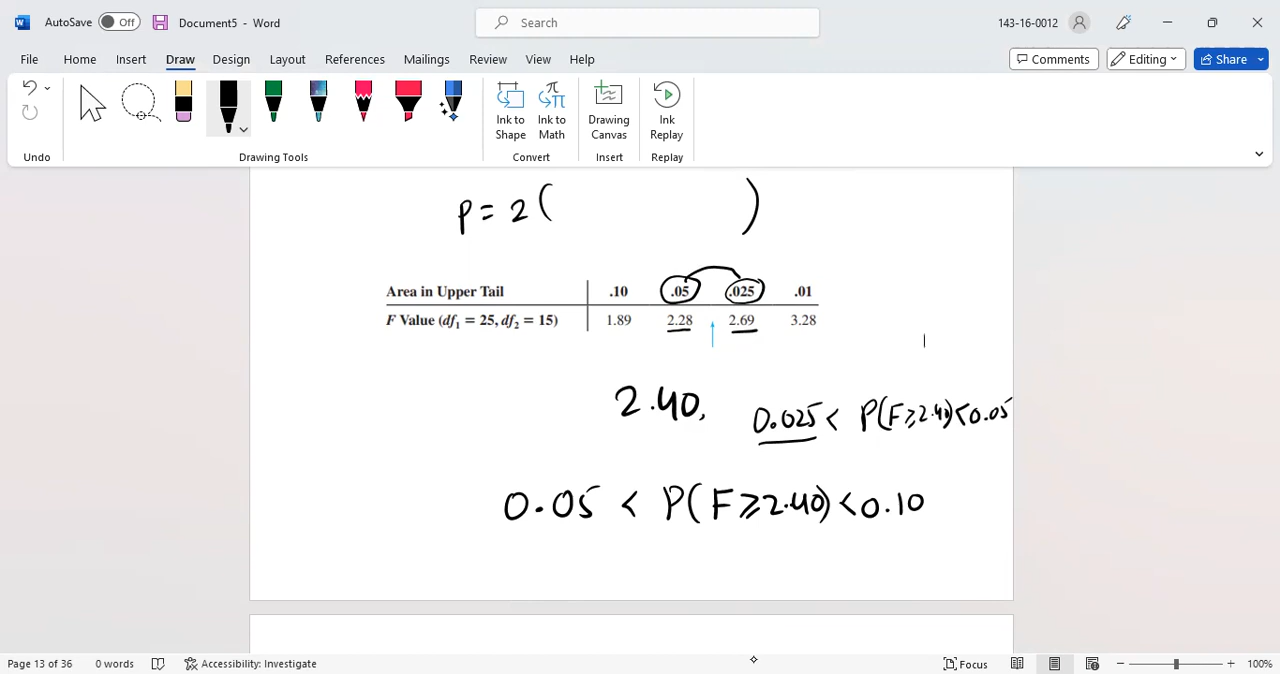 AutoSave Off Document5 - Word Search 143-16-0012
File Home Insert Draw Design Layout References Mailings Review View Help Comments Editing Share
Ink to Shape Ink to Math Drawing Canvas Ink Replay
Undo Drawing Tools Convert Insert Replay
p = 2 ( )
Area in Upper Tail .10 .05 .025 .01
F Value (df₁ = 25, df₂ = 15) 1.89 2.28 2.69 3.28
2.40, 0.025 < P(F≥2.40)<0.05
0.05 < P(F≥2.40)<0.10
Page 13 of 36 0 words Accessibility: Investigate Focus 100%